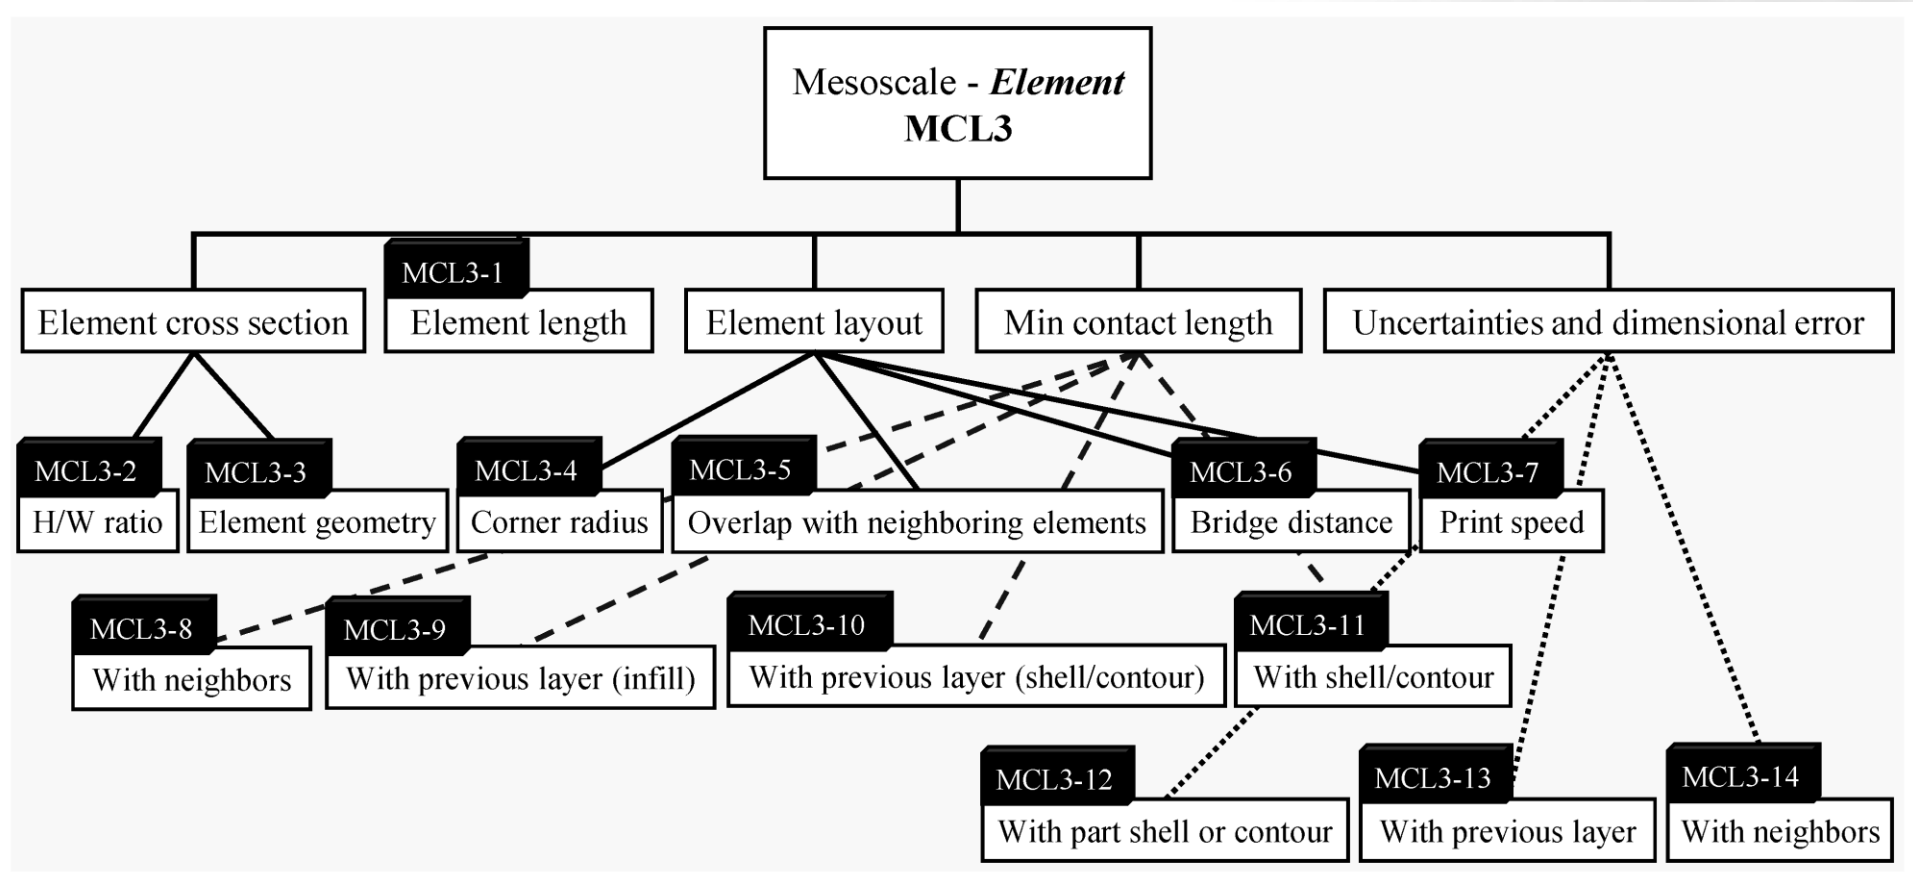 Mesoscale - Element
MCL3
MCL3-1
Element cross section
Element length
Element layout
Min contact length
Uncertainties and dimensional error
MCL3-2
H/W ratio
MCL3-3
Element geometry
MCL3-4
Corner radius
MCL3-5
Overlap with neighboring elements
MCL3-6
Bridge distance
MCL3-7
Print speed
MCL3-8
With neighbors
MCL3-9
With previous layer (infill)
MCL3-10
With previous layer (shell/contour)
MCL3-11
With shell/contour
MCL3-12
With part shell or contour
MCL3-13
With previous layer
MCL3-14
With neighbors